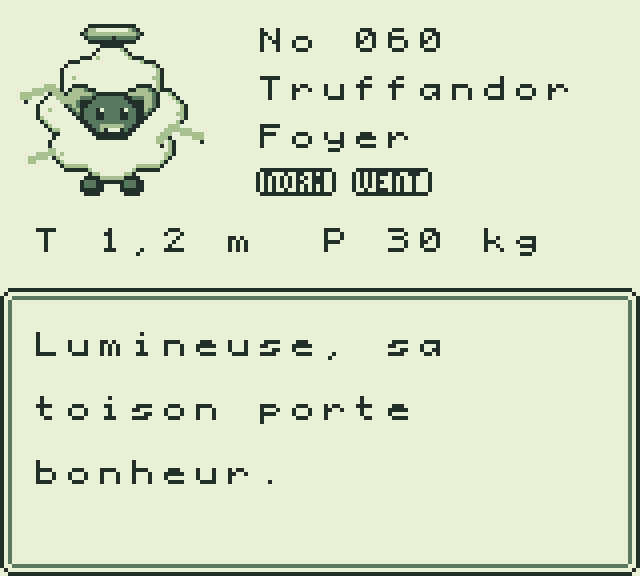 No 060
Truffandor
Foyer
NORM VENT
T 1,2 m P 30 kg
Lumineuse, sa
toison porte
bonheur.